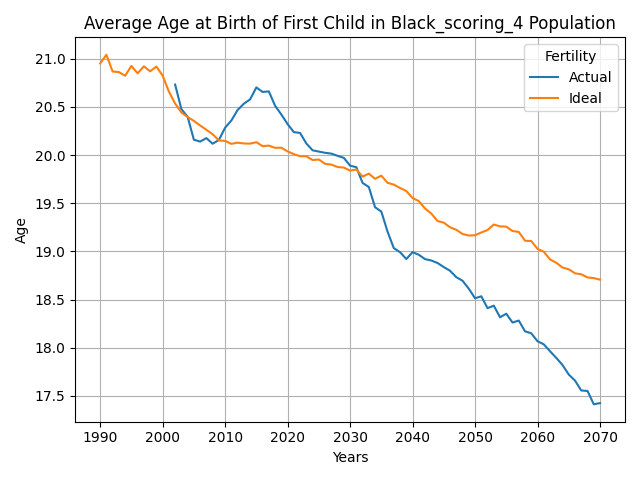 Average Age at Birth of First Child in Black_scoring_4 Population
Fertility
Actual
Ideal
Age
21.0
20.5
20.0
19.5
19.0
18.5
18.0
17.5
1990 2000 2010 2020 2030 2040 2050 2060 2070
Years